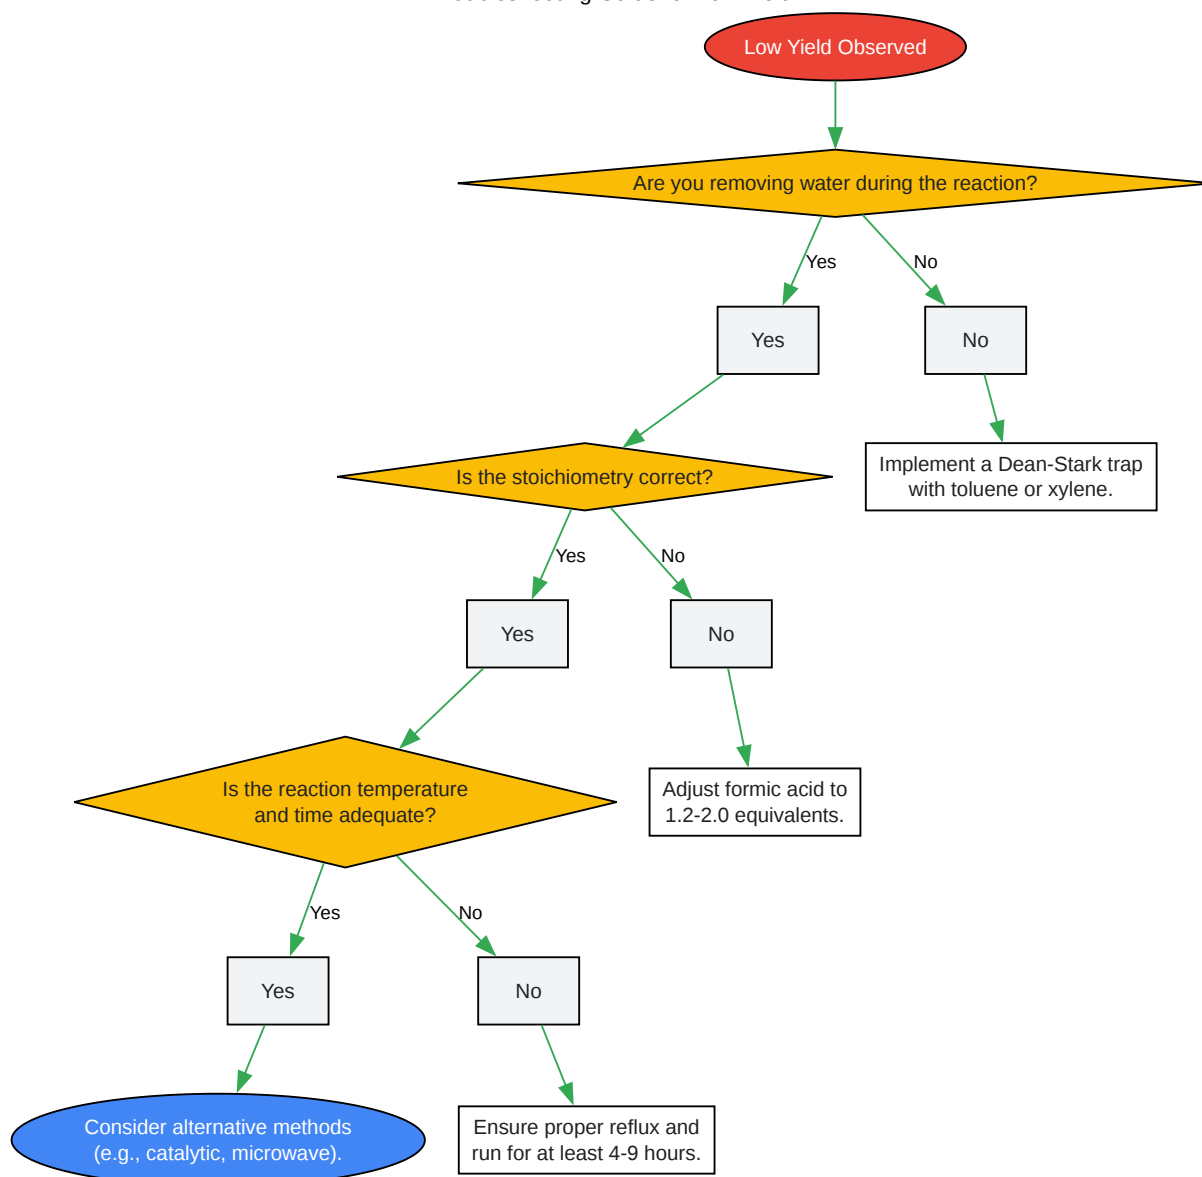 Low Yield Observed
Are you removing water during the reaction?
Yes
No
Yes
No
Implement a Dean-Stark trap
with toluene or xylene.
Is the stoichiometry correct?
Yes
No
Yes
No
Adjust formic acid to
1.2-2.0 equivalents.
Is the reaction temperature
and time adequate?
Yes
No
Yes
No
Consider alternative methods
(e.g., catalytic, microwave).
Ensure proper reflux and
run for at least 4-9 hours.